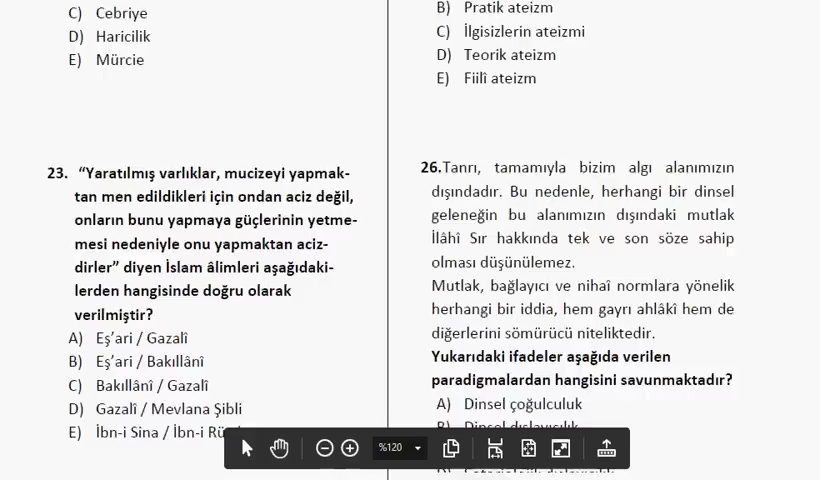 C) Cebriye
D) Haricilik
E) Mürcie
23. “Yaratılmış varlıklar, mucizeyi yapmak-
tan men edildikleri için ondan aciz değil,
onların bunu yapmaya güçlerinin yetme-
mesi nedeniyle onu yapmaktan aciz-
dirler” diyen İslam âlimleri aşağıdaki-
lerden hangisinde doğru olarak
verilmiştir?
A) Eş’ari / Gazalî
B) Eş’ari / Bakıllânî
C) Bakıllânî / Gazalî
D) Gazalî / Mevlana Şibli
E) İbn-i Sina / İbn-i
B) Pratik ateizm
C) İlgisizlerin ateizmi
D) Teorik ateizm
E) Fiilî ateizm
26.Tanrı, tamamıyla bizim algı alanımızın
dışındadır. Bu nedenle, herhangi bir dinsel
geleneğin bu alanımızın dışındaki mutlak
İlâhî Sır hakkında tek ve son söze sahip
olması düşünülemez.
Mutlak, bağlayıcı ve nihaî normlara yönelik
herhangi bir iddia, hem gayrı ahlâkî hem de
diğerlerini sömürücü niteliktedir.
Yukarıdaki ifadeler aşağıda verilen
paradigmalardan hangisini savunmaktadır?
A) Dinsel çoğulculuk
B) Dinsel dışlayıcılık
%120